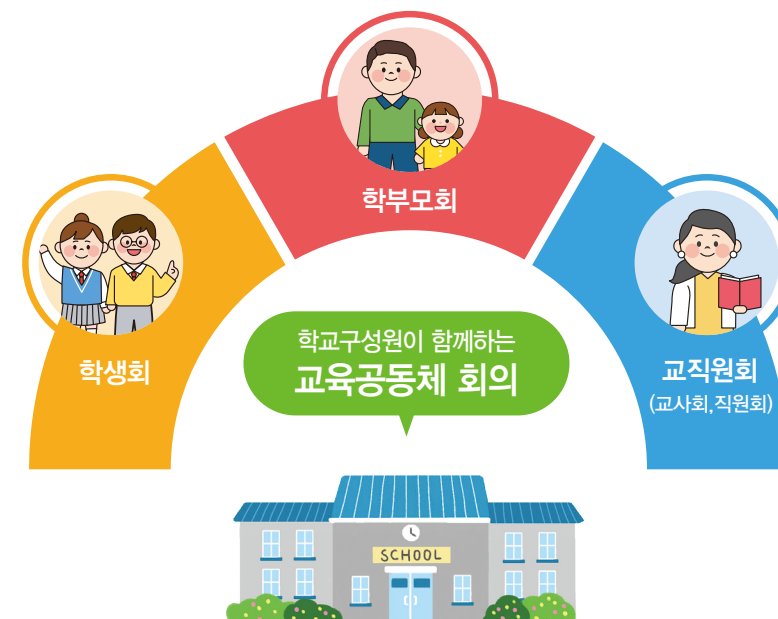 학부모회
학생회
학교구성원이 함께하는
교육공동체 회의
교직원회
(교사회,직원회)
SCHOOL